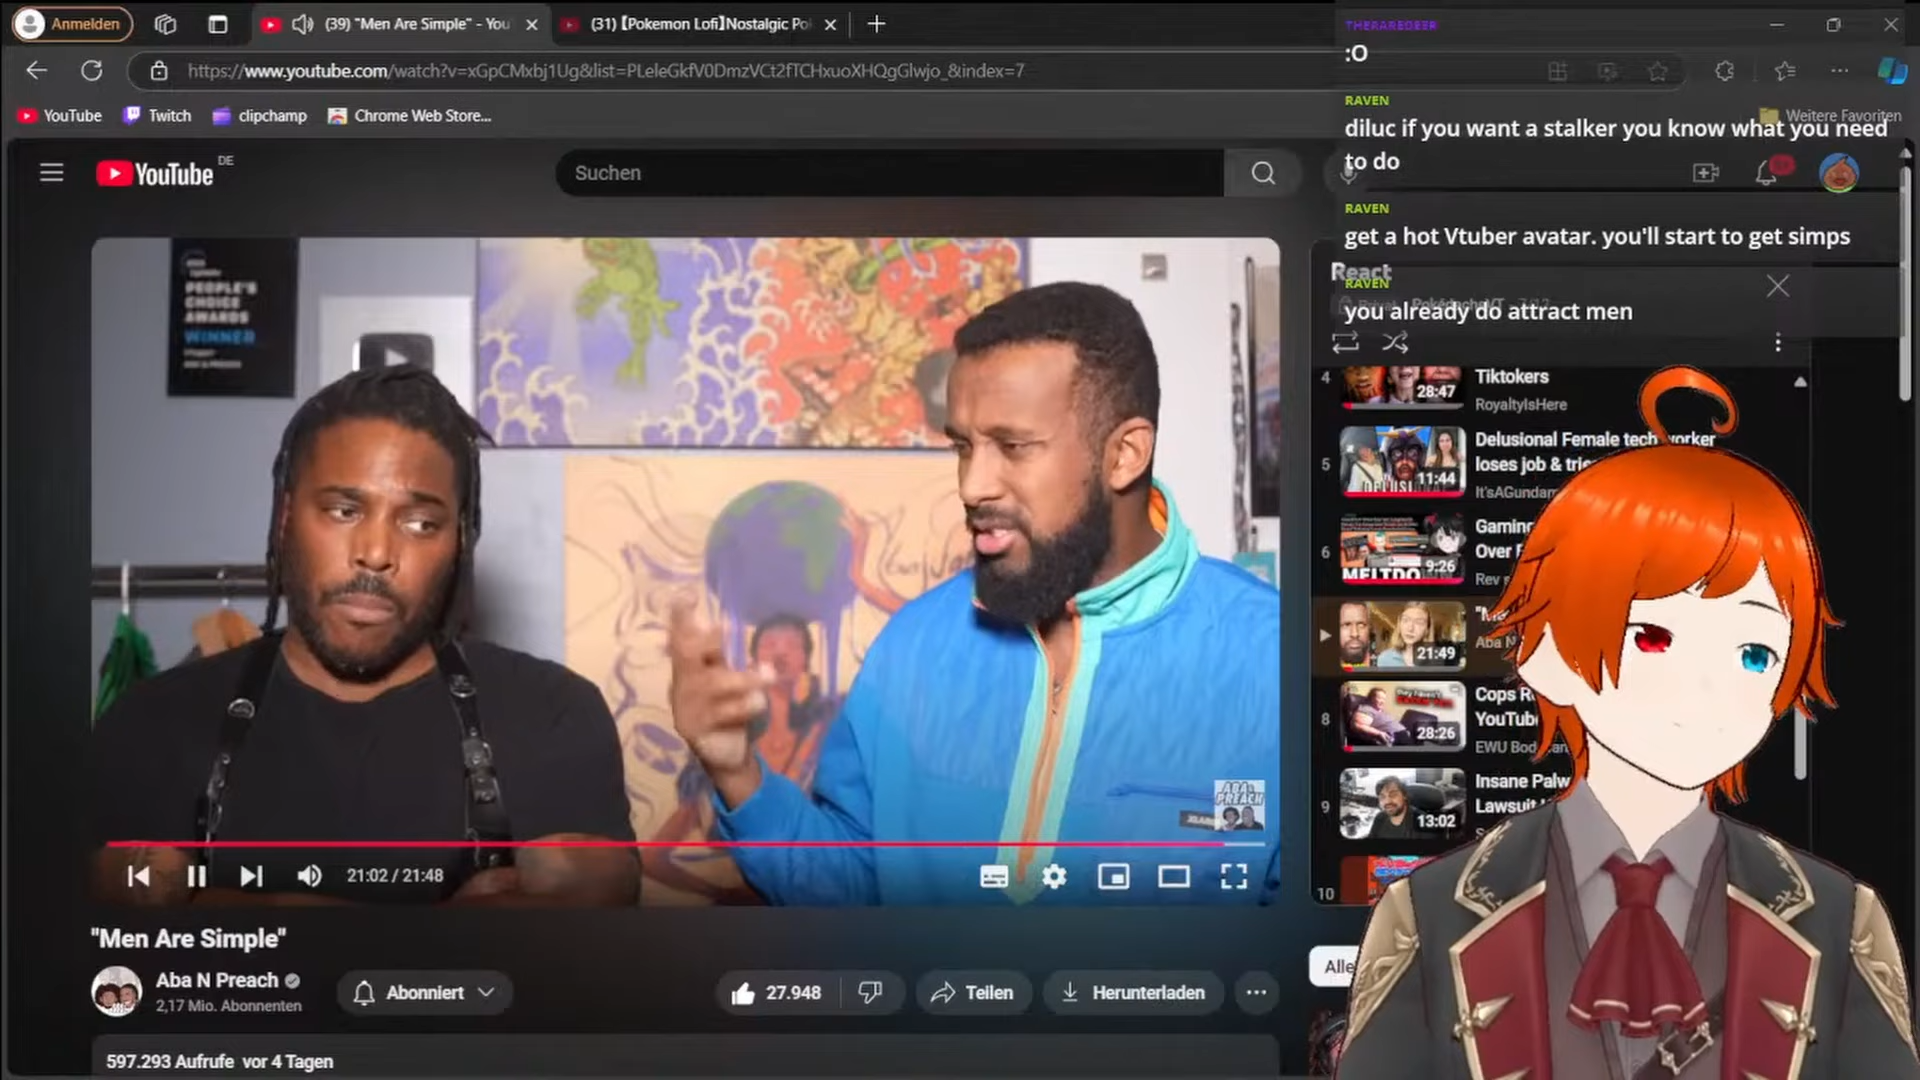 Anmelden
(39) "Men Are Simple" - You
(31) 【Pokemon Lofi】Nostalgic Po
THERAREDEER
:O
https://www.youtube.com/watch?v=xGpCMxbj1Ug&list=PLeleGkfV0DmzVCt2fTCHxuoXHQgGlwjo_&index=7
YouTube
Twitch
clipchamp
Chrome Web Store...
Weitere Favoriten
RAVEN
diluc if you want a stalker you know what you need
to do
YouTube DE
Suchen
RAVEN
get a hot Vtuber avatar. you'll start to get simps
React
RAVEN
you already do attract men
PEOPLE'S
CHOICE
AWARDS
WINNER
4
28:47
Tiktokers
RoyaltyIsHere
5
11:44
Delusional Female tech worker
loses job & trie
It'sAGundam
6
9:26
Gaming
Over
Rev
21:49
Aba N
8
28:26
Cops R
YouTube
EWU Bodycam
9
13:02
Insane Palw
Lawsuit
10
ABA
PREACH
21:02 / 21:48
"Men Are Simple"
Aba N Preach
2,17 Mio. Abonnenten
Abonniert
27.948
Teilen
Herunterladen
Alle
597.293 Aufrufe vor 4 Tagen